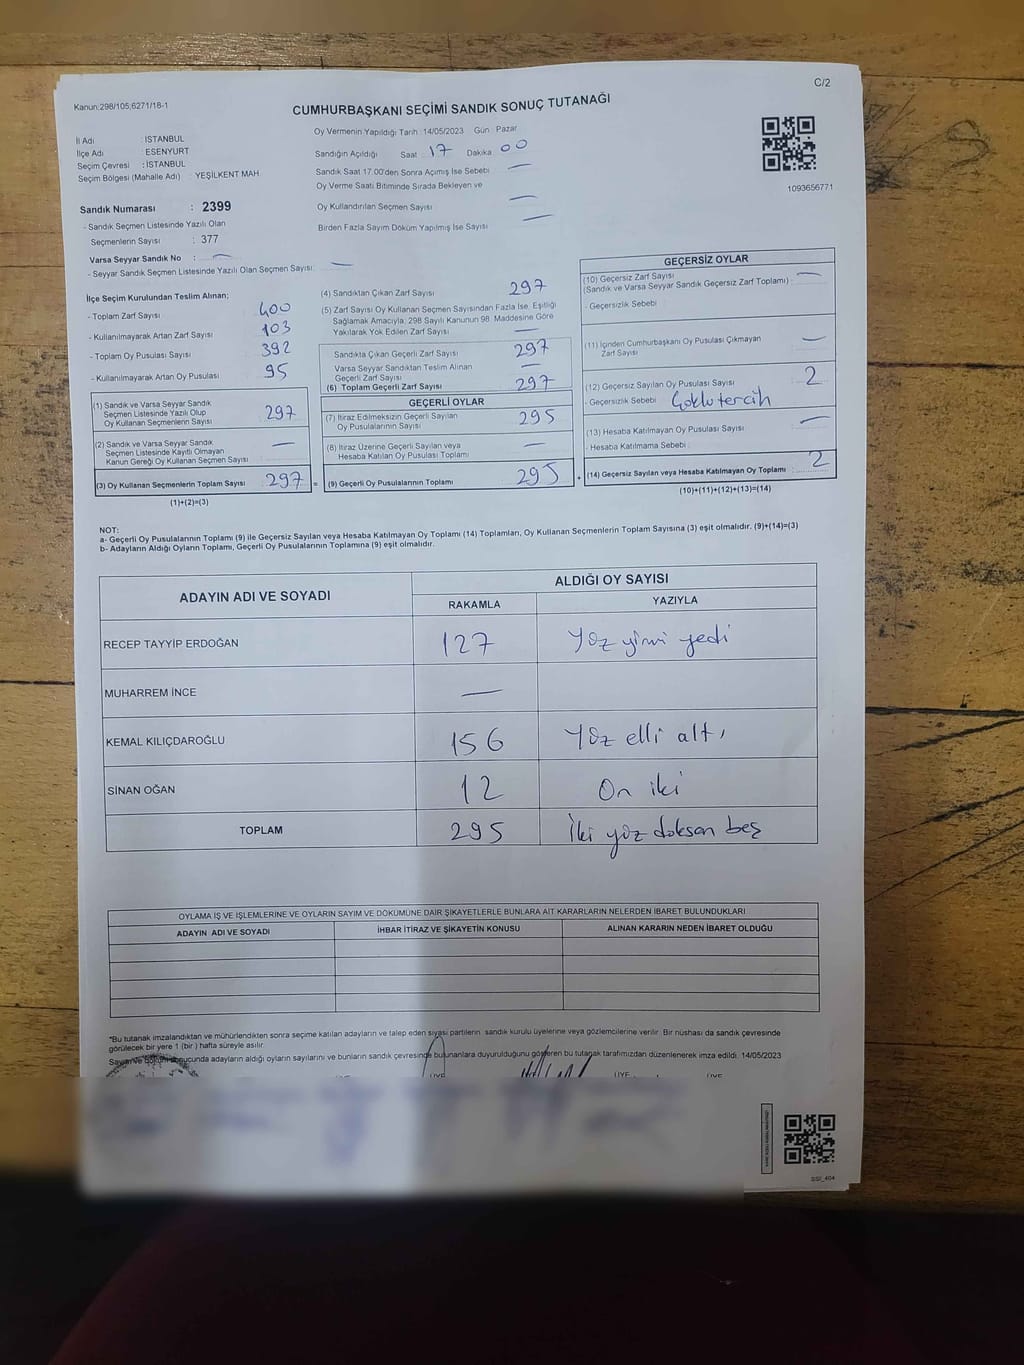 C/2
Kanun:298/105;6271/18-1
CUMHURBAŞKANI SEÇİMİ SANDIK SONUÇ TUTANAĞI
İl Adı : İSTANBUL
İlçe Adı : ESENYURT
Seçim Çevresi : İSTANBUL
Seçim Bölgesi (Mahalle Adı) : YEŞİLKENT MAH.
Oy Vermenin Yapıldığı Tarih :14/05/2023 Gün : Pazar
Sandığın Açıldığı Saat 17 Dakika 00
Sandık Saat 17.00'den Sonra Açımış İse Sebebi —
Oy Verme Saati Bitiminde Sırada Bekleyen ve
Oy Kullandırılan Seçmen Sayısı —
Birden Fazla Sayım Döküm Yapılmış İse Sayısı —
1093656771
Sandık Numarası : 2399
- Sandık Seçmen Listesinde Yazılı Olan
Seçmenlerin Sayısı : 377
Varsa Seyyar Sandık No : —
- Seyyar Sandık Seçmen Listesinde Yazılı Olan Seçmen Sayısı: —
İlçe Seçim Kurulundan Teslim Alınan;
- Toplam Zarf Sayısı : 400
- Kullanılmayarak Artan Zarf Sayısı : 103
- Toplam Oy Pusulası Sayısı : 392
- Kullanılmayarak Artan Oy Pusulası : 95
(1) Sandık ve Varsa Seyyar Sandık
Seçmen Listesinde Yazılı Olup
Oy Kullanan Seçmenlerin Sayısı : 297
(2) Sandık ve Varsa Seyyar Sandık
Seçmen Listesinde Kayıtlı Olmayan
Kanun Gereği Oy Kullanan Seçmen Sayısı : —
(3) Oy Kullanan Seçmenlerin Toplam Sayısı : 297 =
(1)+(2)=(3)
(4) Sandıktan Çıkan Zarf Sayısı : 297
(5) Zarf Sayısı Oy Kullanan Seçmen Sayısından Fazla İse, Eşitliği
Sağlamak Amacıyla, 298 Sayılı Kanunun 98. Maddesine Göre
Yakılarak Yok Edilen Zarf Sayısı : —
Sandıkta Çıkan Geçerli Zarf Sayısı : 297
Varsa Seyyar Sandıktan Teslim Alınan
Geçerli Zarf Sayısı : —
(6) Toplam Geçerli Zarf Sayısı : 297
GEÇERLİ OYLAR
(7) İtiraz Edilmeksizin Geçerli Sayılan
Oy Pusulalarının Sayısı : 295
(8) İtiraz Üzerine Geçerli Sayılan veya
Hesaba Katılan Oy Pusulası Toplamı : —
(9) Geçerli Oy Pusulalarının Toplamı : 295 +
GEÇERSİZ OYLAR
(10) Geçersiz Zarf Sayısı
(Sandık ve Varsa Seyyar Sandık Geçersiz Zarf Toplamı) : —
- Geçersizlik Sebebi :
(11) İçinden Cumhurbaşkanı Oy Pusulası Çıkmayan
Zarf Sayısı : —
(12) Geçersiz Sayılan Oy Pusulası Sayısı : 2
- Geçersizlik Sebebi : Çoklu tercih
(13) Hesaba Katılmayan Oy Pusulası Sayısı : —
- Hesaba Katılmama Sebebi :
(14) Geçersiz Sayılan veya Hesaba Katılmayan Oy Toplamı : 2
(10)+(11)+(12)+(13)=(14)
NOT:
a- Geçerli Oy Pusulalarının Toplamı (9) ile Geçersiz Sayılan veya Hesaba Katılmayan Oy Toplamı (14) Toplamları, Oy Kullanan Seçmenlerin Toplam Sayısına (3) eşit olmalıdır. (9)+(14)=(3)
b- Adayların Aldığı Oyların Toplamı, Geçerli Oy Pusulalarının Toplamına (9) eşit olmalıdır.
ADAYIN ADI VE SOYADI
ALDIĞI OY SAYISI
RAKAMLA YAZIYLA
RECEP TAYYİP ERDOĞAN 127 Yüz yirmi yedi
MUHARREM İNCE —
KEMAL KILIÇDAROĞLU 156 Yüz elli altı
SİNAN OĞAN 12 On iki
TOPLAM 295 İki yüz doksan beş
OYLAMA İŞ VE İŞLEMLERİNE VE OYLARIN SAYIM VE DÖKÜMÜNE DAİR ŞİKAYETLERLE BUNLARA AİT KARARLARIN NELERDEN İBARET BULUNDUKLARI
ADAYIN ADI VE SOYADI İHBAR İTİRAZ VE ŞİKAYETİN KONUSU ALINAN KARARIN NEDEN İBARET OLDUĞU
*Bu tutanak imzalandıktan ve mühürlendikten sonra seçime katılan adayların ve talep eden siyasi partilerin, sandık kurulu üyelerine veya gözlemcilerine verilir. Bir nüshası da sandık çevresinde
görülecek bir yere 1 (bir ) hafta süreyle asılır.
Sayım ve döküm sonucunda adayların aldığı oyların sayılarını ve bunların sandık çevresinde bulunanlara duyurulduğunu gösteren bu tutanak tarafımızdan düzenlenerek imza edildi. 14/05/2023
ÜYE ÜYE ÜYE
SSİ_404